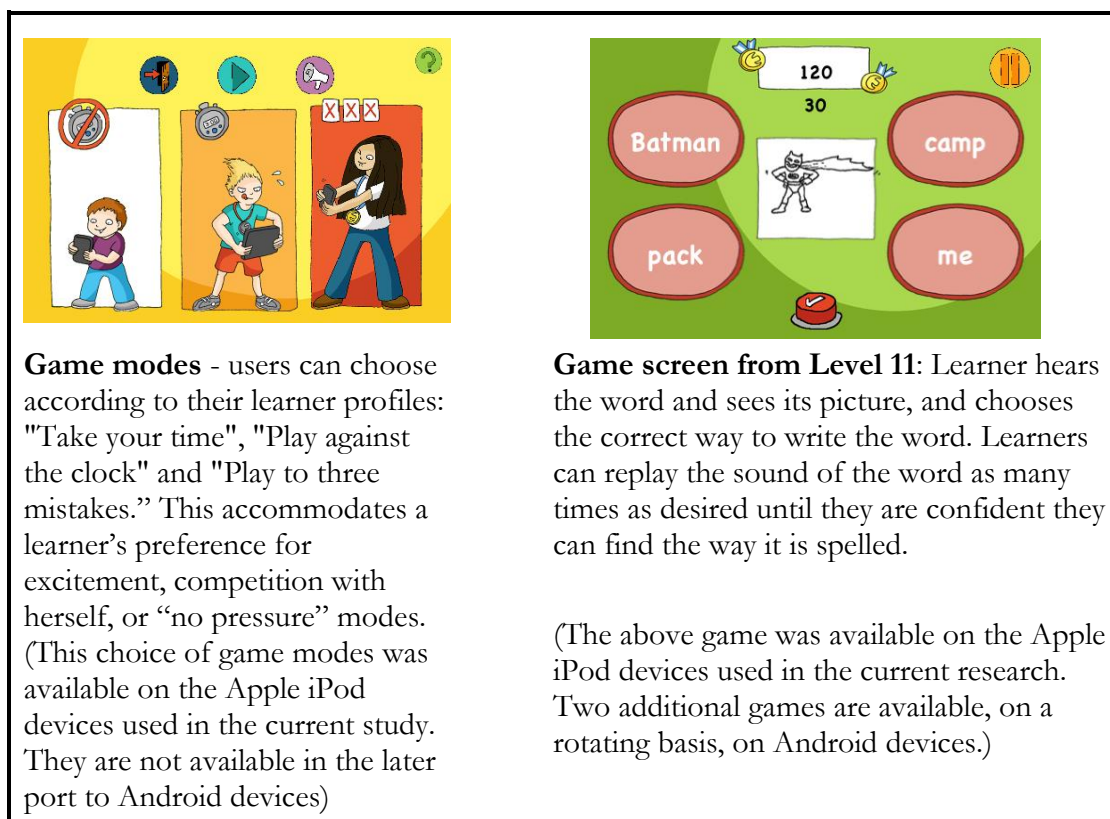 X X X
Game modes - users can choose
according to their learner profiles:
"Take your time", "Play against
the clock" and "Play to three
mistakes.” This accommodates a
learner’s preference for
excitement, competition with
herself, or “no pressure” modes.
(This choice of game modes was
available on the Apple iPod
devices used in the current study.
They are not available in the later
port to Android devices)
120
30
Batman
camp
pack
me
Game screen from Level 11: Learner hears
the word and sees its picture, and chooses
the correct way to write the word. Learners
can replay the sound of the word as many
times as desired until they are confident they
can find the way it is spelled.
(The above game was available on the Apple
iPod devices used in the current research.
Two additional games are available, on a
rotating basis, on Android devices.)